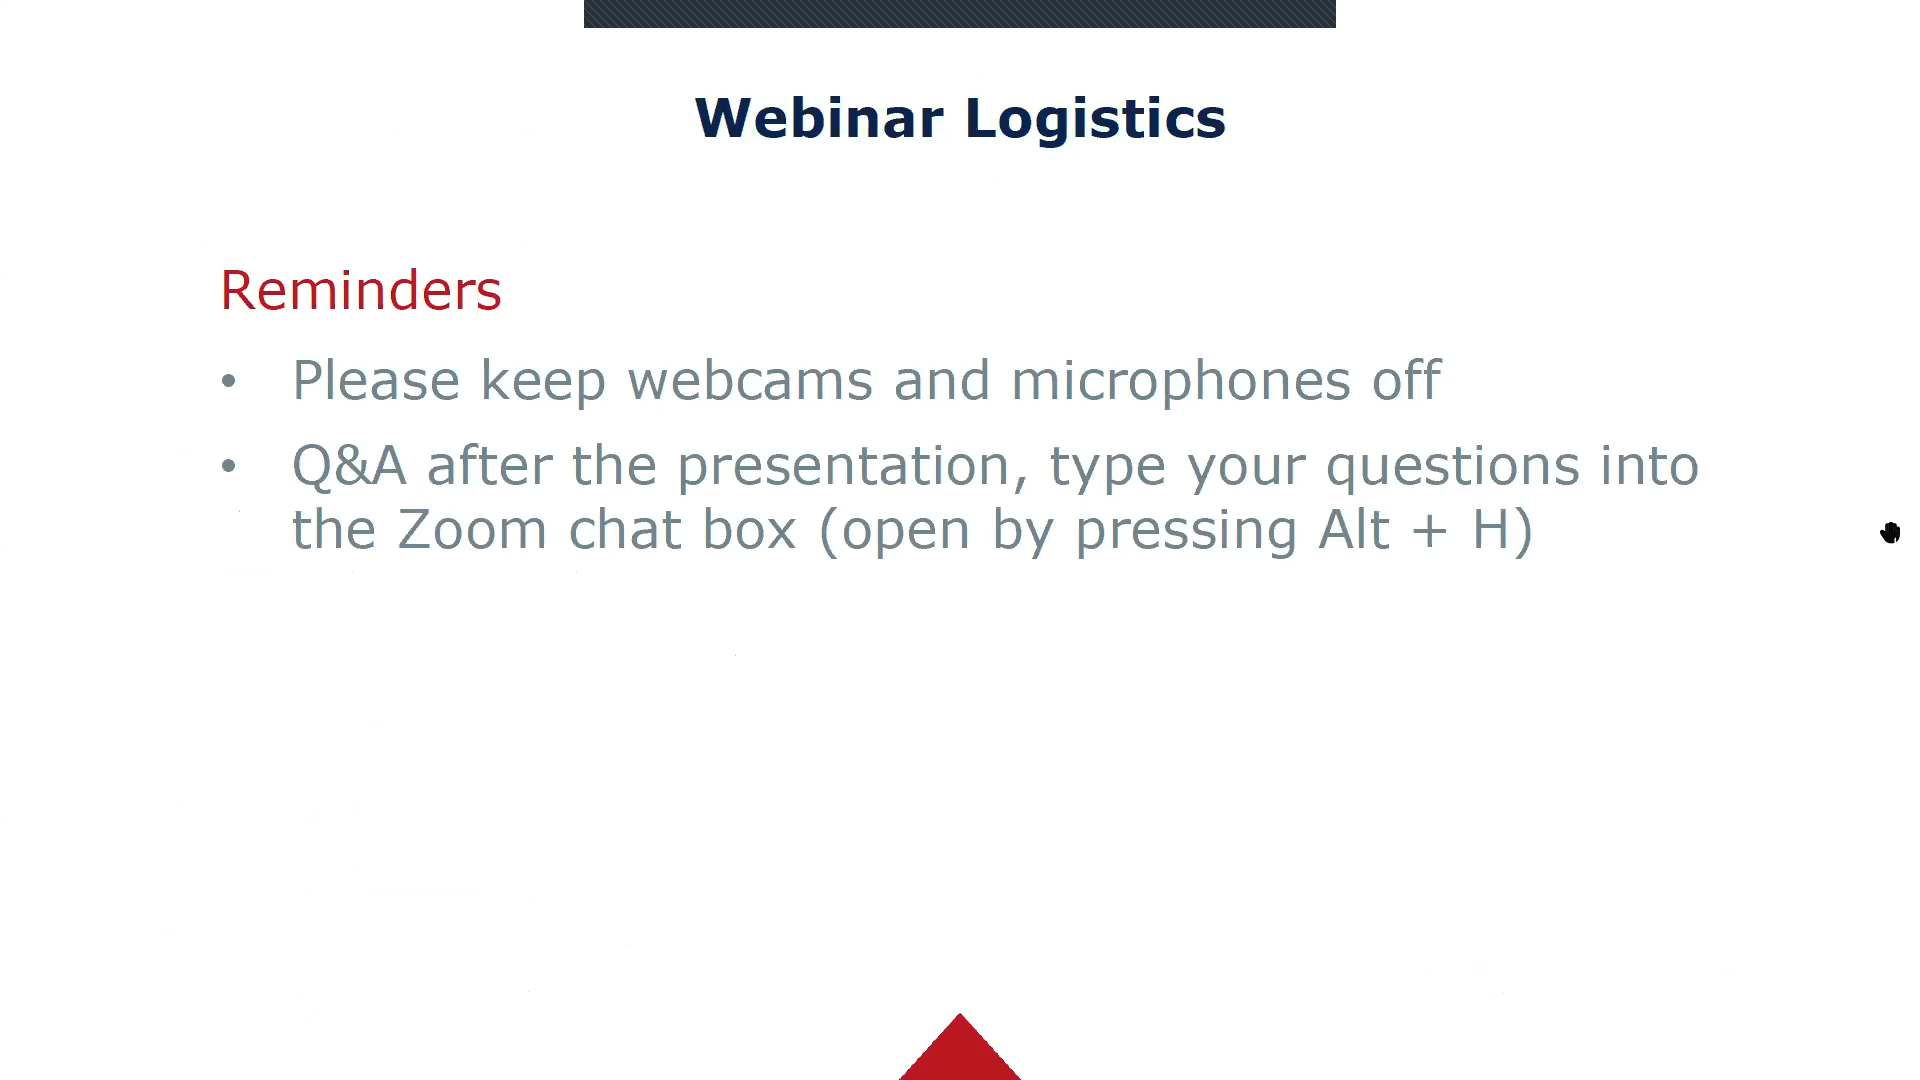 Webinar Logistics
Reminders
• Please keep webcams and microphones off
• Q&A after the presentation, type your questions into
the Zoom chat box (open by pressing Alt + H)